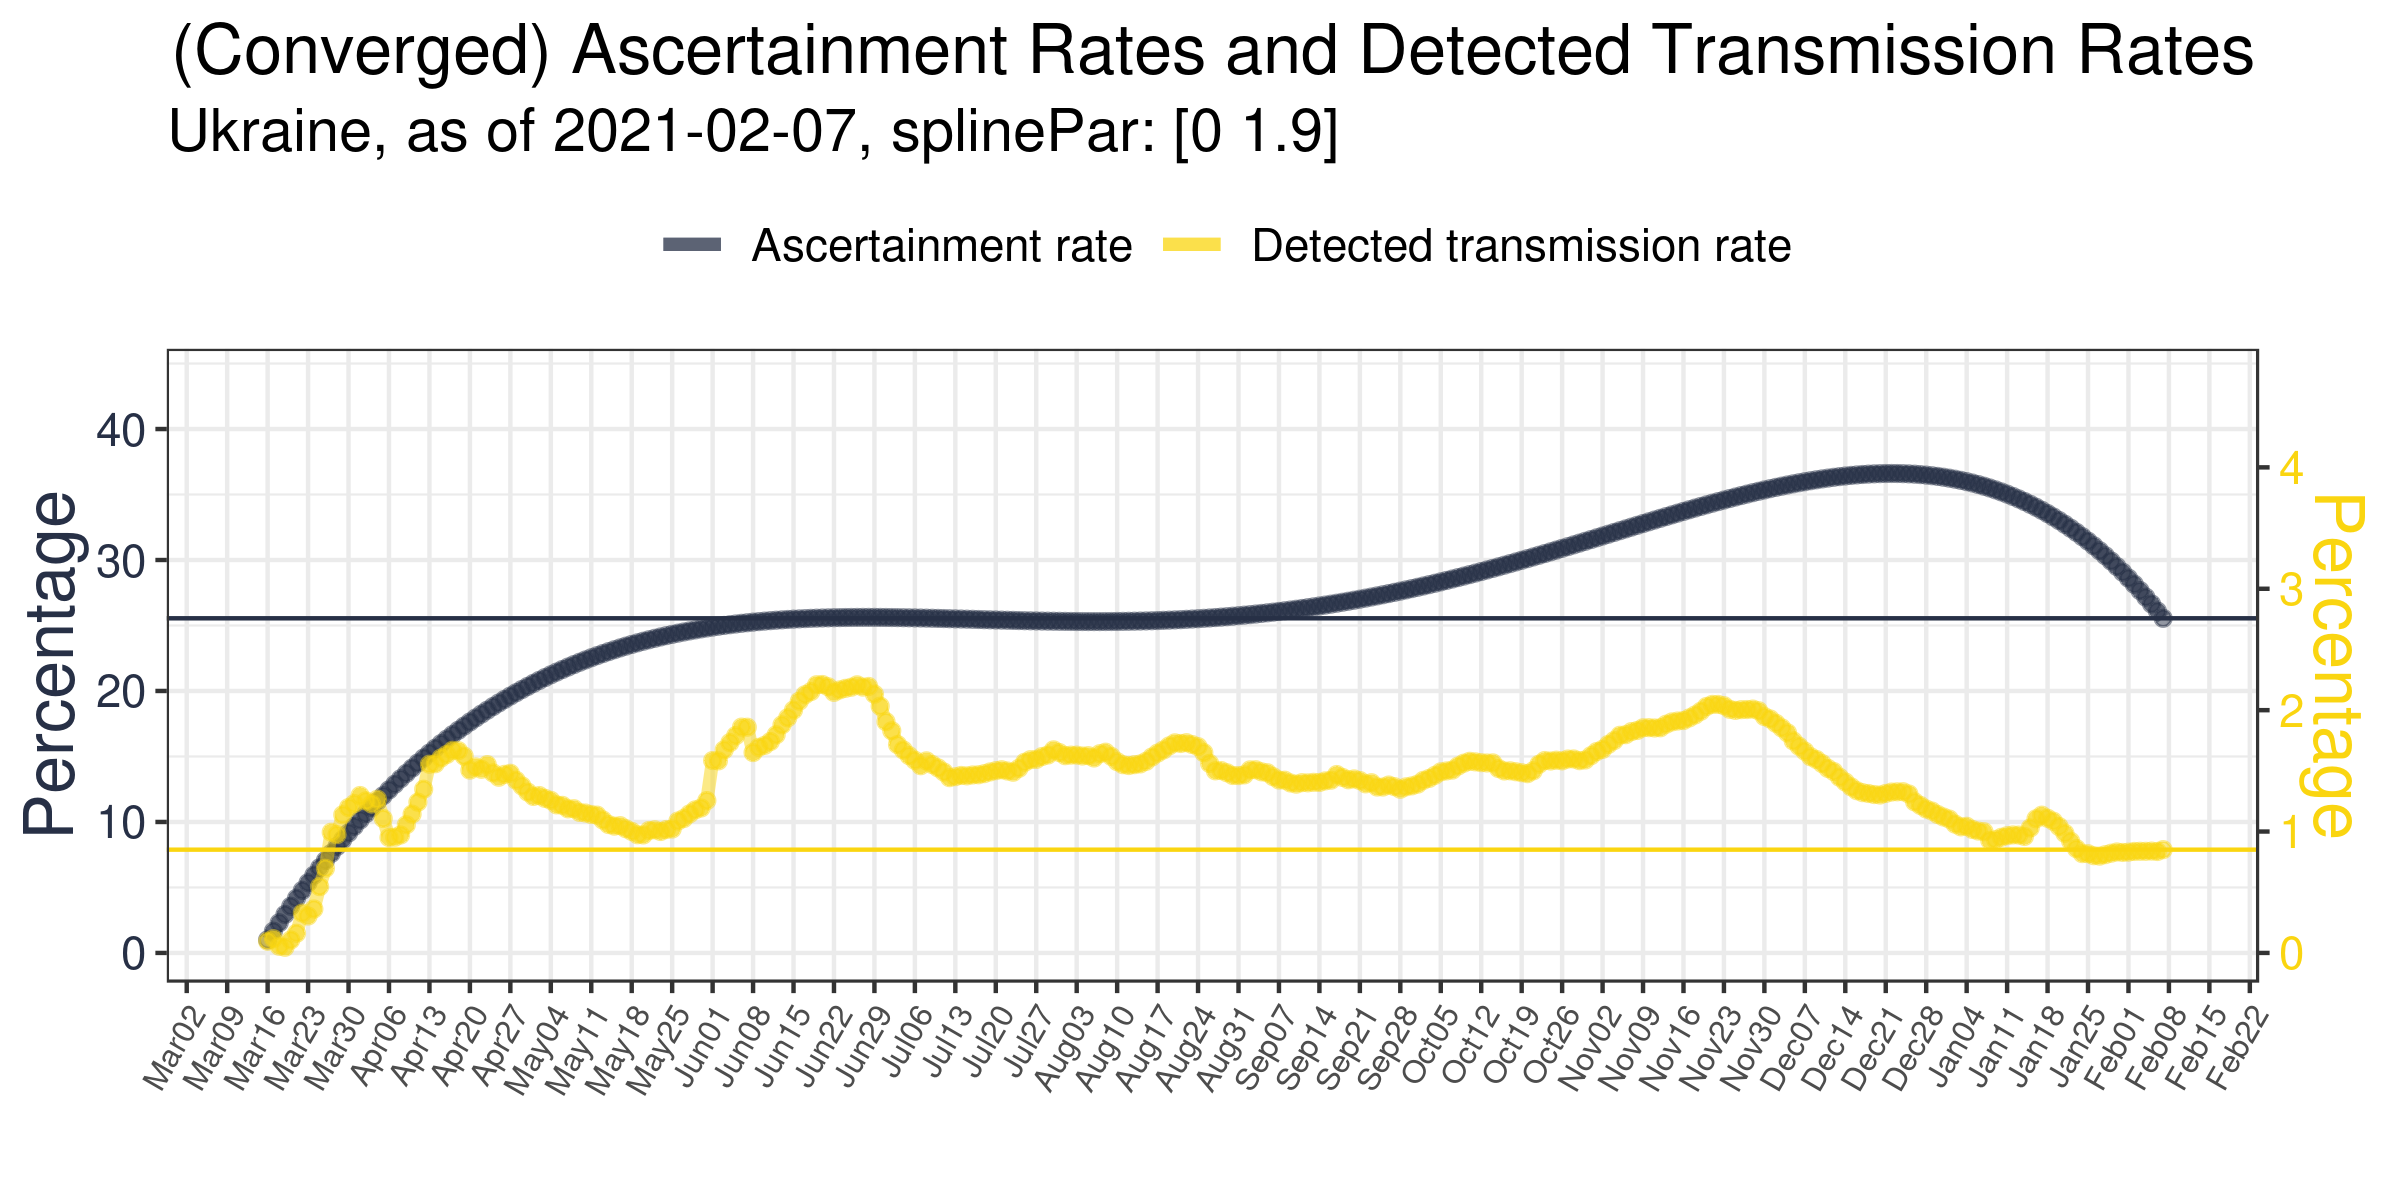 (Converged) Ascertainment Rates and Detected Transmission Rates
Ukraine, as of 2021-02-07, splinePar: [0 1.9]
Ascertainment rate
Detected transmission rate
Percentage
40
30
20
10
0
4
3
2
1
0
Percentage
Mar02
Mar09
Mar16
Mar23
Mar30
Apr06
Apr13
Apr20
Apr27
May04
May11
May18
May25
Jun01
Jun08
Jun15
Jun22
Jun29
Jul06
Jul13
Jul20
Jul27
Aug03
Aug10
Aug17
Aug24
Aug31
Sep07
Sep14
Sep21
Sep28
Oct05
Oct12
Oct19
Oct26
Nov02
Nov09
Nov16
Nov23
Nov30
Dec07
Dec14
Dec21
Dec28
Jan04
Jan11
Jan18
Jan25
Feb01
Feb08
Feb15
Feb22